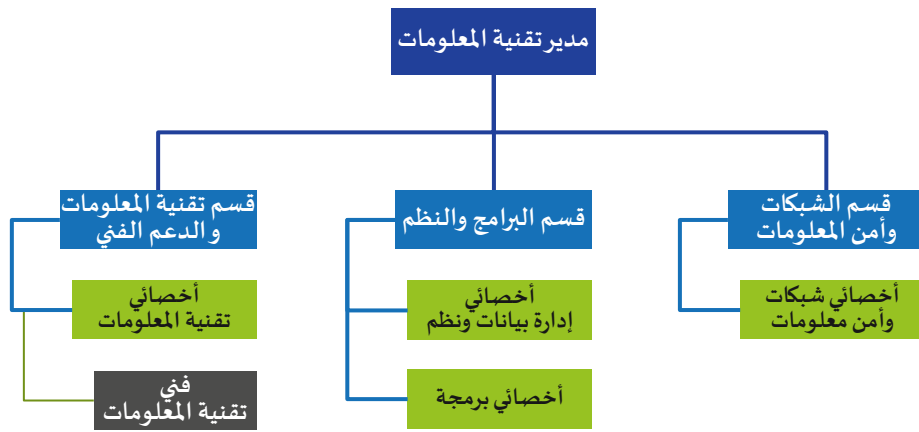 مدير تقنية المعلومات
قسم الشبكات
وأمن المعلومات
أخصائي شبكات
وأمن معلومات
قسم البرامج والنظم
أخصائي
إدارة بيانات ونظم
أخصائي برمجة
قسم تقنية المعلومات
والدعم الفني
أخصائي
تقنية المعلومات
فني
تقنية المعلومات